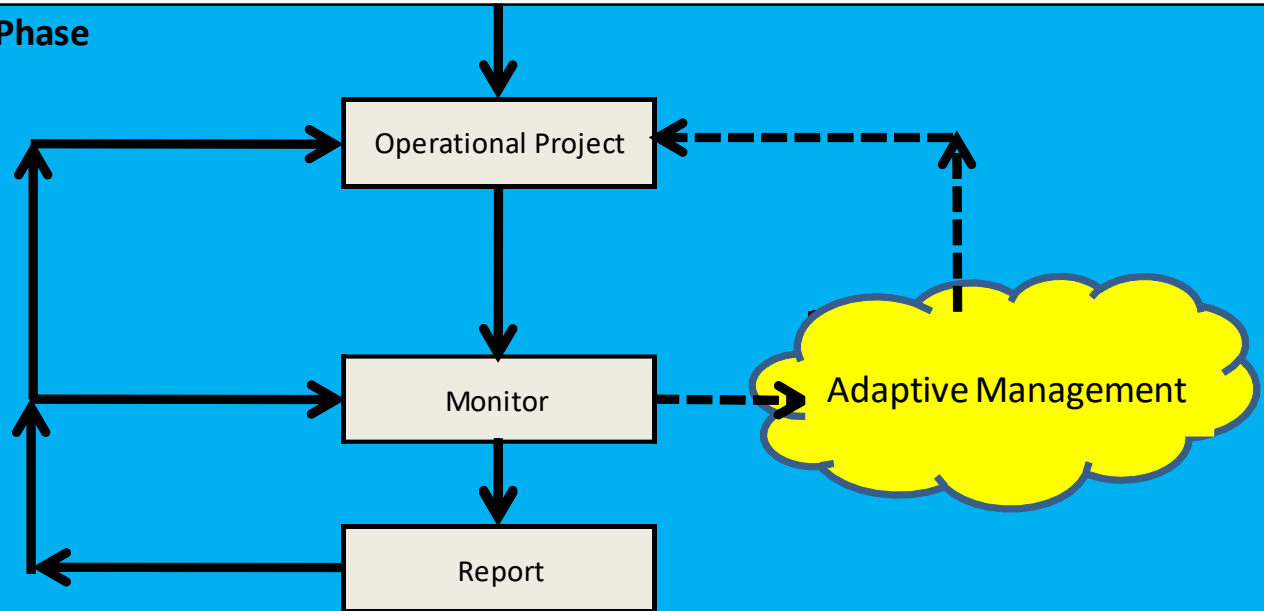 Phase
Operational Project
Monitor
Adaptive Management
Report